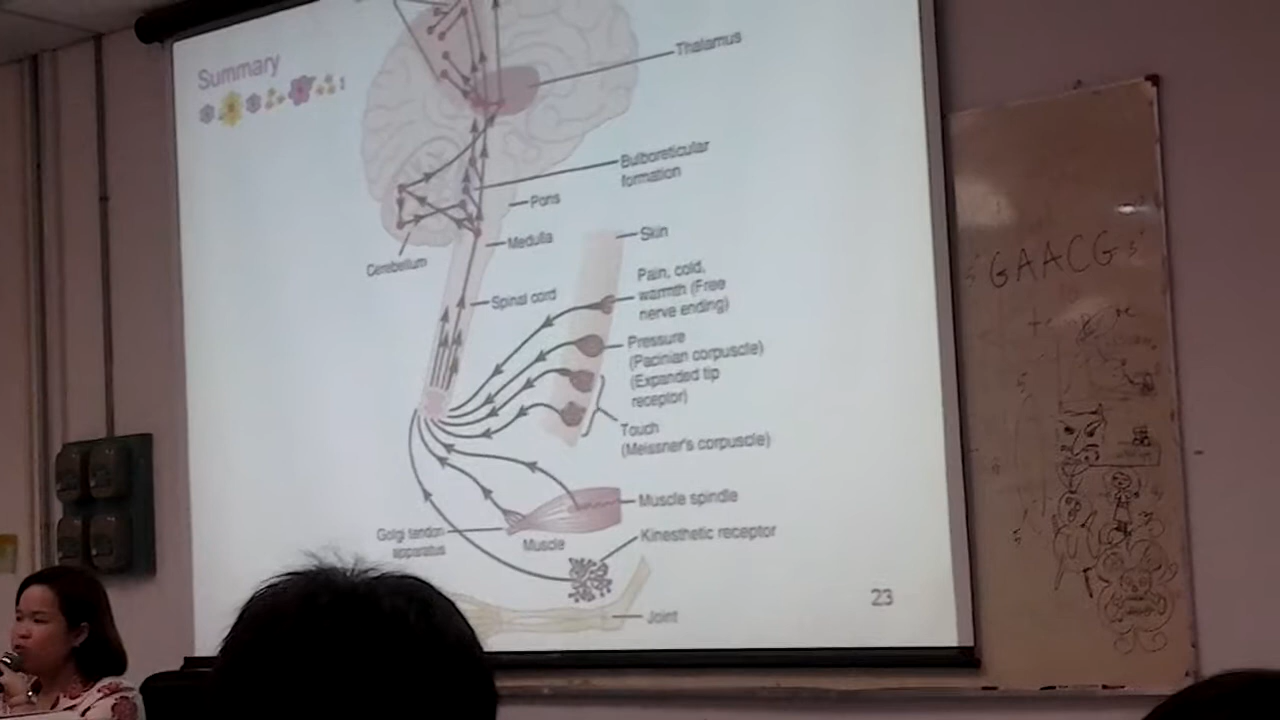 Summary
Thalamus
Bulboreticular
formation
Pons
Medulla
Skin
Cerebellum
Spinal cord
Pain, cold,
warmth (Free
nerve ending)
Pressure
(Pacinian corpuscle)
(Expanded tip
receptor)
Touch
(Meissner's corpuscle)
Muscle spindle
Golgi tendon
apparatus
Muscle
Kinesthetic receptor
Joint
23
GAACG